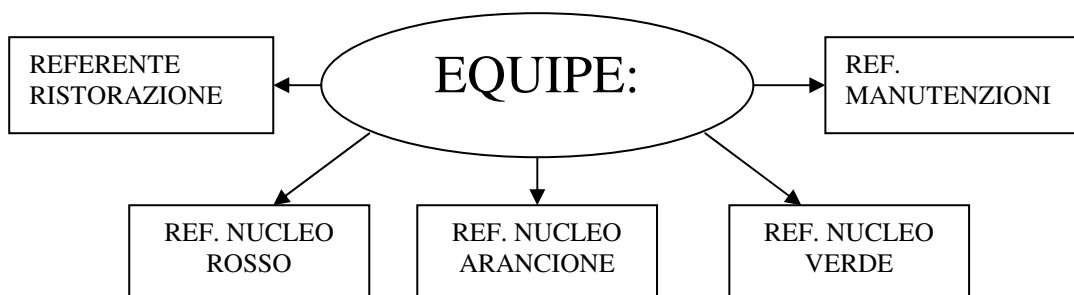 REFERENTE
RISTORAZIONE
EQUIPE:
REF.
MANUTENZIONI
REF. NUCLEO
ROSSO
REF. NUCLEO
ARANCIONE
REF. NUCLEO
VERDE